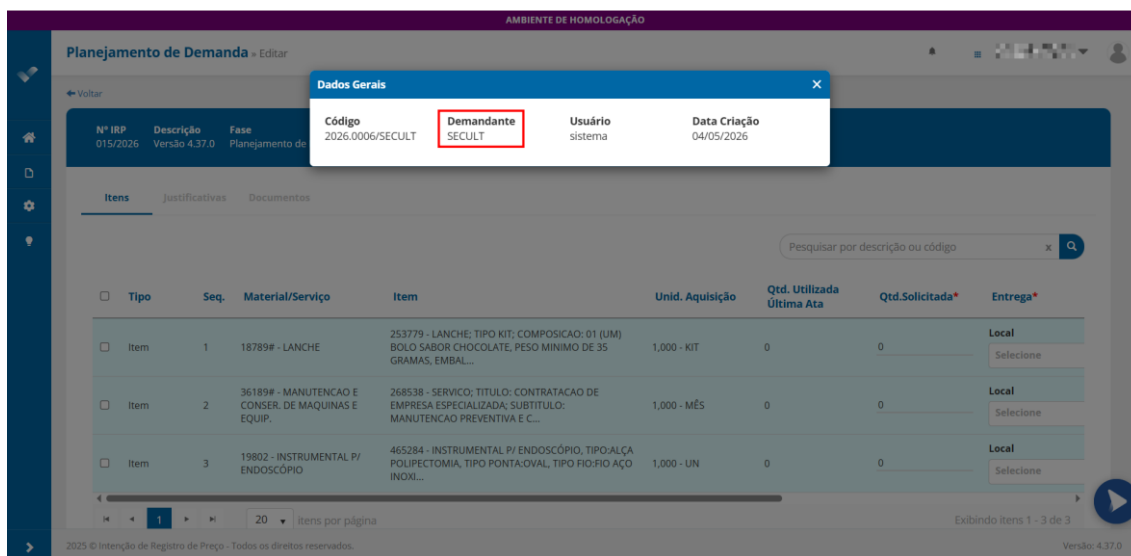 AMBIENTE DE HOMOLOGAÇÃO
Planejamento de Demanda » Editar
Voltar
Dados Gerais
Código
2026.0006/SECULT
Demandante
SECULT
Usuário
sistema
Data Criação
04/05/2026
Nº IRP
015/2026
Descrição
Versão 4.37.0
Fase
Planejamento de
Itens
Justificativas
Documentos
Pesquisar por descrição ou código
x
Tipo
Seq.
Material/Serviço
Item
Unid. Aquisição
Qtd. Utilizada
Última Ata
Qtd.Solicitada*
Entrega*
Item
1
18789# - LANCHE
253779 - LANCHE; TIPO KIT; COMPOSICAO: 01 (UM)
BOLO SABOR CHOCOLATE, PESO MINIMO DE 35
GRAMAS, EMBAL...
1,000 - KIT
0
0
Local
Selecione
Item
2
36189# - MANUTENCAO E
CONSER. DE MAQUINAS E
EQUIP.
268538 - SERVICO; TITULO: CONTRATACAO DE
EMPRESA ESPECIALIZADA; SUBTITULO:
MANUTENCAO PREVENTIVA E C...
1,000 - MÊS
0
0
Local
Selecione
Item
3
19802 - INSTRUMENTAL P/
ENDOSCÓPIO
465284 - INSTRUMENTAL P/ ENDOSCÓPIO, TIPO:ALÇA
POLIPECTOMIA, TIPO PONTA:OVAL, TIPO FIO:FIO AÇO
INOXI...
1,000 - UN
0
0
Local
Selecione
1
20
itens por página
Exibindo itens 1 - 3 de 3
2025 © Intenção de Registro de Preço - Todos os direitos reservados.
Versão: 4.37.0